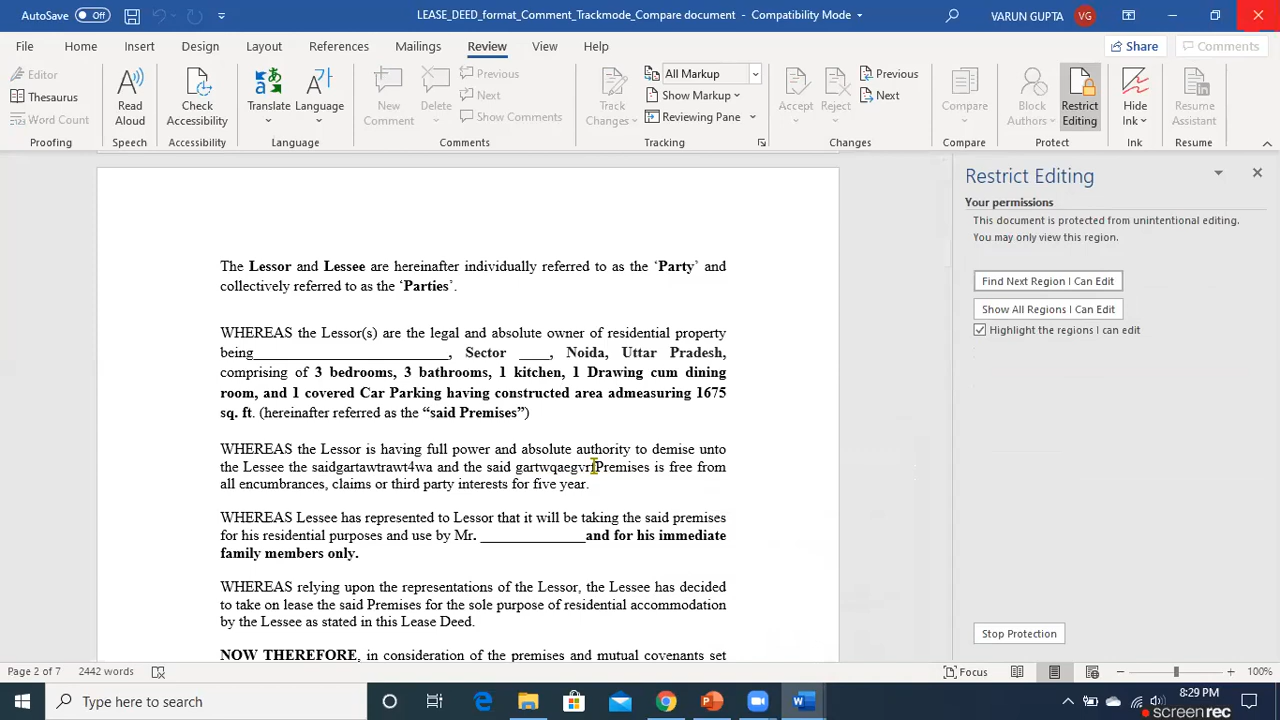 AutoSave Off LEASE_DEED_format_Comment_Trackmode_Compare document - Compatibility Mode VARUN GUPTA VG
File Home Insert Design Layout References Mailings Review View Help Share Comments
Editor
Thesaurus
Word Count
Proofing
Read Aloud
Speech
Check Accessibility
Accessibility
Translate
Language
Language
New Comment
Delete
Previous
Next
Show Comments
Comments
Track Changes
All Markup
Show Markup
Reviewing Pane
Tracking
Accept
Reject
Previous
Next
Changes
Compare
Compare
Block Authors
Restrict Editing
Protect
Hide Ink
Ink
Resume Assistant
Resume
The Lessor and Lessee are hereinafter individually referred to as the ‘Party’ and
collectively referred to as the ‘Parties’.
WHEREAS the Lessor(s) are the legal and absolute owner of residential property
being__________________________, Sector ____, Noida, Uttar Pradesh,
comprising of 3 bedrooms, 3 bathrooms, 1 kitchen, 1 Drawing cum dining
room, and 1 covered Car Parking having constructed area admeasuring 1675
sq. ft. (hereinafter referred as the “said Premises”)
WHEREAS the Lessor is having full power and absolute authority to demise unto
the Lessee the saidgartawtrawt4wa and the said Premises is free from
all encumbrances, claims or third party interests for five year.
WHEREAS Lessee has represented to Lessor that it will be taking the said premises
for his residential purposes and use by Mr. ______________and for his immediate
family members only.
WHEREAS relying upon the representations of the Lessor, the Lessee has decided
to take on lease the said Premises for the sole purpose of residential accommodation
by the Lessee as stated in this Lease Deed.
NOW THEREFORE, in consideration of the premises and mutual covenants set
Restrict Editing
Your permissions
This document is protected from unintentional editing.
You may only view this region.
Find Next Region I Can Edit
Show All Regions I Can Edit
Highlight the regions I can edit
Stop Protection
Page 2 of 7 2442 words Focus 100%
Type here to search 8:29 PM
screenrec